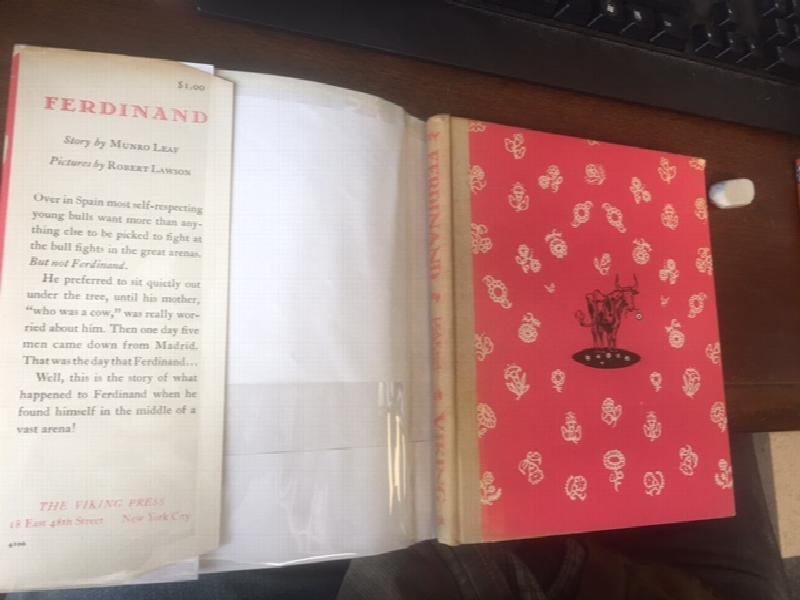 $1.00
FERDINAND
Story by MUNRO LEAF
Pictures by ROBERT LAWSON
Over in Spain most self-respecting
young bulls want more than any-
thing else to be picked to fight at
the bull fights in the great arenas.
But not Ferdinand.
He preferred to sit quietly out
under the tree, until his mother,
"who was a cow," was really wor-
ried about him. Then one day five
men came down from Madrid.
That was the day that Ferdinand...
Well, this is the story of what
happened to Ferdinand when he
found himself in the middle of a
vast arena!
THE VIKING PRESS
18 East 48th Street New York City
FERDINAND
VIKING